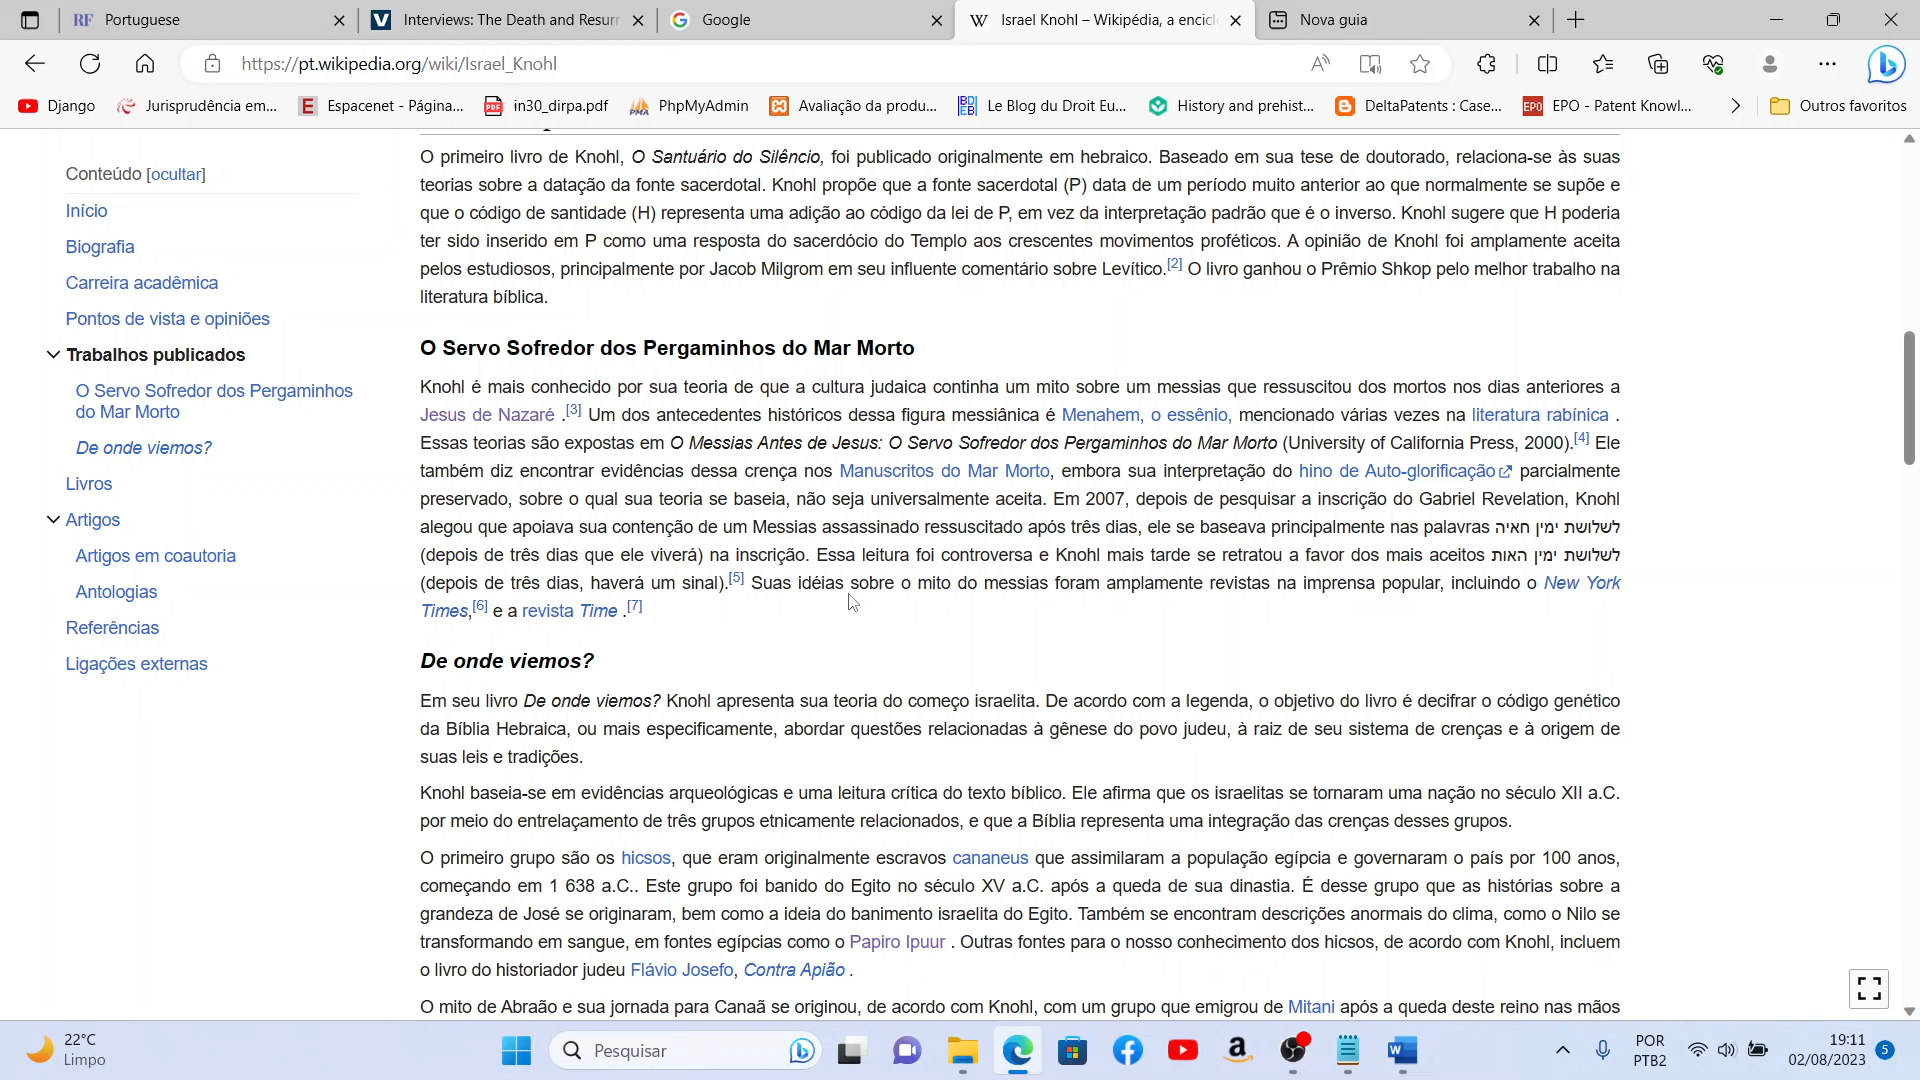 Portuguese
Interviews: The Death and Resurr
Google
Israel Knohl – Wikipédia, a encicl
Nova guia
https://pt.wikipedia.org/wiki/Israel_Knohl
Django
Jurisprudência em...
Espacenet - Página...
in30_dirpa.pdf
PhpMyAdmin
Avaliação da produ...
Le Blog du Droit Eu...
History and prehist...
DeltaPatents : Case...
EPO - Patent Knowl...
Outros favoritos
Conteúdo [ocultar]
Início
Biografia
Carreira acadêmica
Pontos de vista e opiniões
Trabalhos publicados
O Servo Sofredor dos Pergaminhos
do Mar Morto
De onde viemos?
Livros
Artigos
Artigos em coautoria
Antologias
Referências
Ligações externas
O primeiro livro de Knohl, O Santuário do Silêncio, foi publicado originalmente em hebraico. Baseado em sua tese de doutorado, relaciona-se às suas
teorias sobre a datação da fonte sacerdotal. Knohl propõe que a fonte sacerdotal (P) data de um período muito anterior ao que normalmente se supõe e
que o código de santidade (H) representa uma adição ao código da lei de P, em vez da interpretação padrão que é o inverso. Knohl sugere que H poderia
ter sido inserido em P como uma resposta do sacerdócio do Templo aos crescentes movimentos proféticos. A opinião de Knohl foi amplamente aceita
pelos estudiosos, principalmente por Jacob Milgrom em seu influente comentário sobre Levítico.[2] O livro ganhou o Prêmio Shkop pelo melhor trabalho na
literatura bíblica.
O Servo Sofredor dos Pergaminhos do Mar Morto
Knohl é mais conhecido por sua teoria de que a cultura judaica continha um mito sobre um messias que ressuscitou dos mortos nos dias anteriores a
Jesus de Nazaré .[3] Um dos antecedentes históricos dessa figura messiânica é Menahem, o essênio, mencionado várias vezes na literatura rabínica .
Essas teorias são expostas em O Messias Antes de Jesus: O Servo Sofredor dos Pergaminhos do Mar Morto (University of California Press, 2000).[4] Ele
também diz encontrar evidências dessa crença nos Manuscritos do Mar Morto, embora sua interpretação do hino de Auto-glorificação parcialmente
preservado, sobre o qual sua teoria se baseia, não seja universalmente aceita. Em 2007, depois de pesquisar a inscrição do Gabriel Revelation, Knohl
alegou que apoiava sua contenção de um Messias assassinado ressuscitado após três dias, ele se baseava principalmente nas palavras לשלושת ימין חאיה
(depois de três dias que ele viverá) na inscrição. Essa leitura foi controversa e Knohl mais tarde se retratou a favor dos mais aceitos לשלושת ימין האות
(depois de três dias, haverá um sinal).[5] Suas idéias sobre o mito do messias foram amplamente revistas na imprensa popular, incluindo o New York
Times,[6] e a revista Time .[7]
De onde viemos?
Em seu livro De onde viemos? Knohl apresenta sua teoria do começo israelita. De acordo com a legenda, o objetivo do livro é decifrar o código genético
da Bíblia Hebraica, ou mais especificamente, abordar questões relacionadas à gênese do povo judeu, à raiz de seu sistema de crenças e à origem de
suas leis e tradições.
Knohl baseia-se em evidências arqueológicas e uma leitura crítica do texto bíblico. Ele afirma que os israelitas se tornaram uma nação no século XII a.C.
por meio do entrelaçamento de três grupos etnicamente relacionados, e que a Bíblia representa uma integração das crenças desses grupos.
O primeiro grupo são os hicsos, que eram originalmente escravos cananeus que assimilaram a população egípcia e governaram o país por 100 anos,
começando em 1 638 a.C.. Este grupo foi banido do Egito no século XV a.C. após a queda de sua dinastia. É desse grupo que as histórias sobre a
grandeza de José se originaram, bem como a ideia do banimento israelita do Egito. Também se encontram descrições anormais do clima, como o Nilo se
transformando em sangue, em fontes egípcias como o Papiro Ipuur . Outras fontes para o nosso conhecimento dos hicsos, de acordo com Knohl, incluem
o livro do historiador judeu Flávio Josefo, Contra Apião .
O mito de Abraão e sua jornada para Canaã se originou, de acordo com Knohl, com um grupo que emigrou de Mitani após a queda deste reino nas mãos
22°C
Limpo
Pesquisar
POR
PTB2
19:11
02/08/2023
5